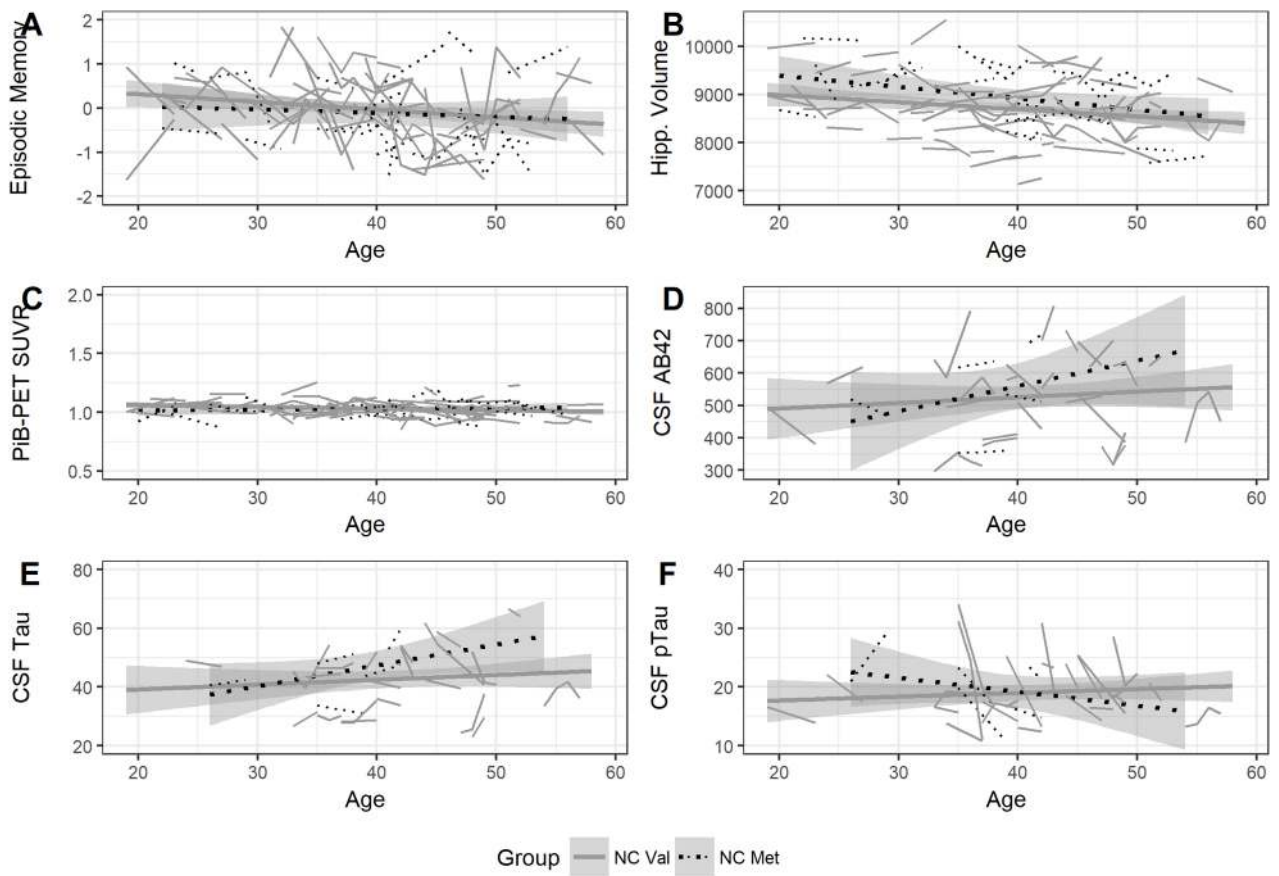 A
Episodic Memory
2
1
0
-1
-2
20 30 40 50 60
Age
B
Hipp. Volume
10000
9000
8000
7000
20 30 40 50 60
Age
C
PiB-PET SUVR
2.0
1.5
1.0
0.5
20 30 40 50 60
Age
D
CSF AB42
800
700
600
500
400
300
20 30 40 50 60
Age
E
CSF Tau
80
60
40
20
20 30 40 50 60
Age
F
CSF pTau
40
30
20
10
20 30 40 50 60
Age
Group NC Val NC Met